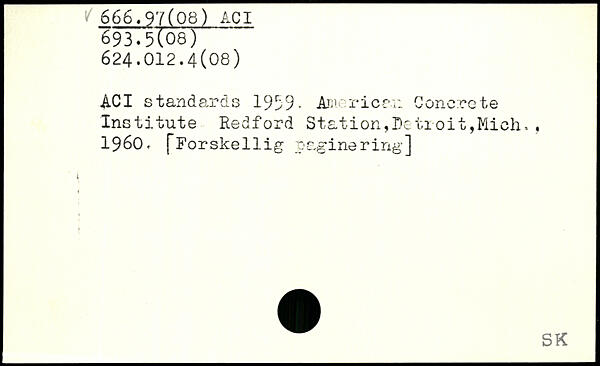 √ 666.97(08) ACI
693.5(08)
624.012.4(08)
ACI standards 1959. American Concrete
Institute Redford Station,Detroit,Mich.,
1960. [Forskellig paginering]
SK